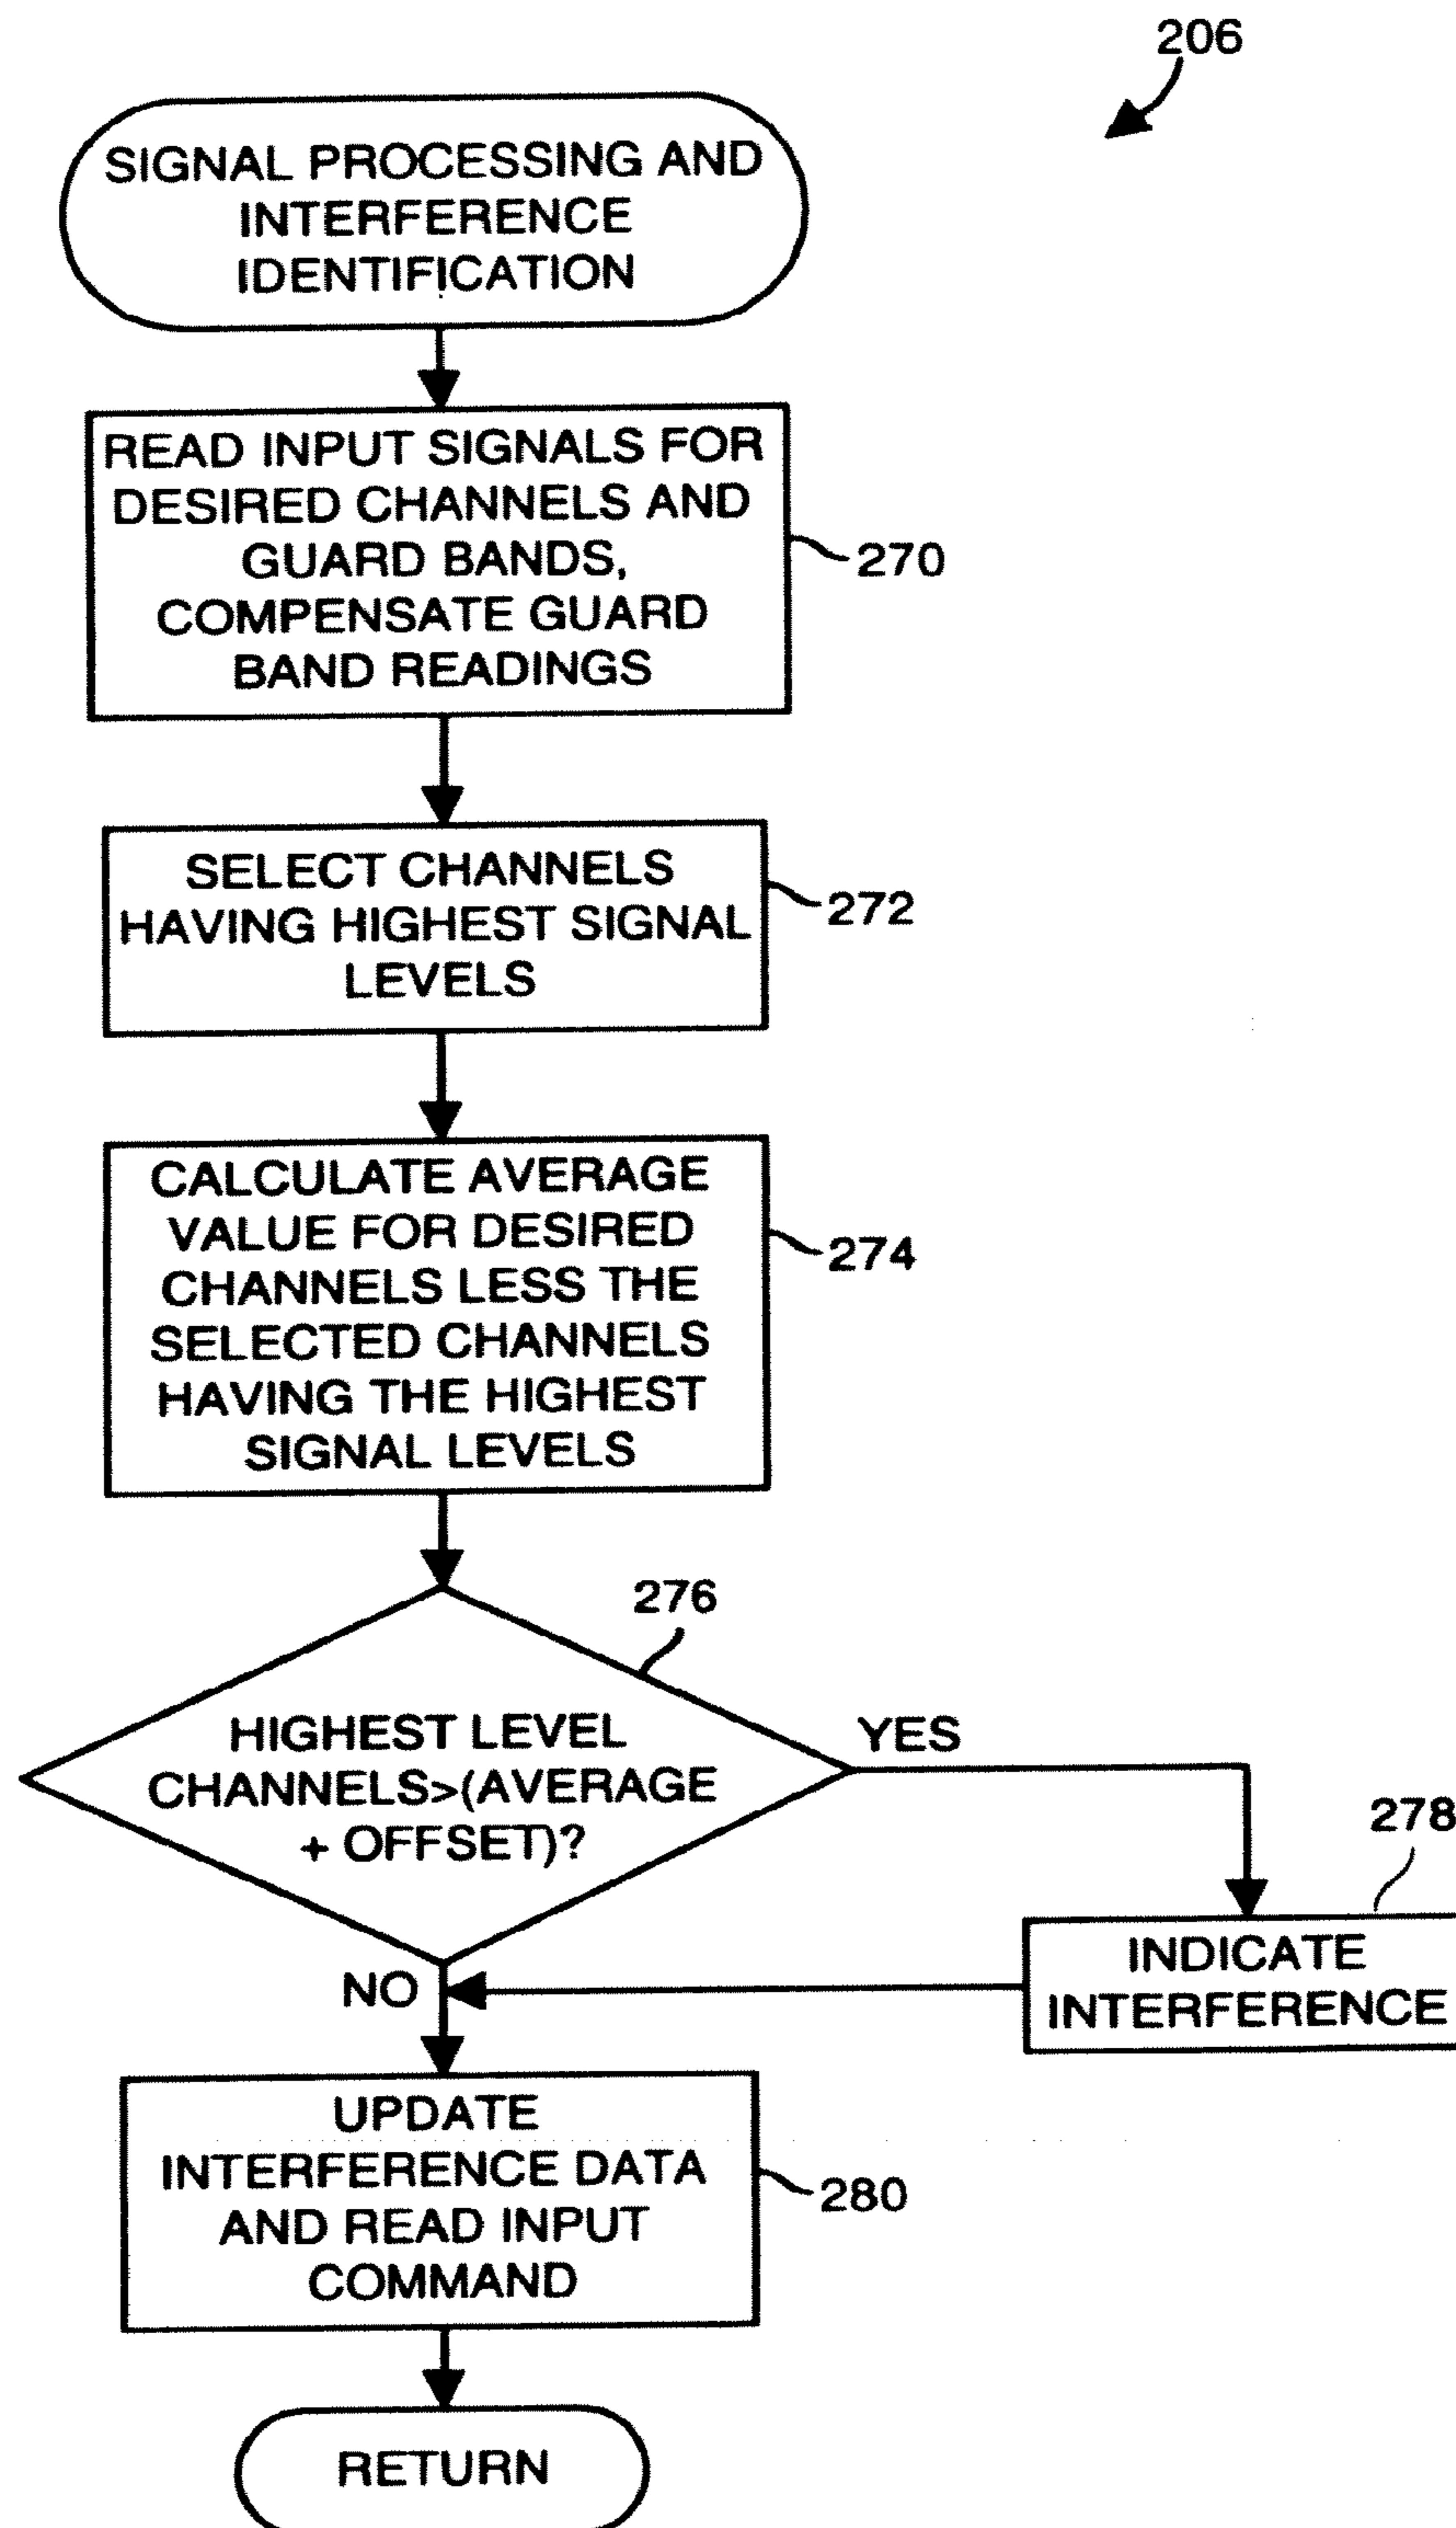 206
SIGNAL PROCESSING AND
INTERFERENCE
IDENTIFICATION
READ INPUT SIGNALS FOR
DESIRED CHANNELS AND
GUARD BANDS,
COMPENSATE GUARD
BAND READINGS
270
SELECT CHANNELS
HAVING HIGHEST SIGNAL
LEVELS
272
CALCULATE AVERAGE
VALUE FOR DESIRED
CHANNELS LESS THE
SELECTED CHANNELS
HAVING THE HIGHEST
SIGNAL LEVELS
274
276
HIGHEST LEVEL
CHANNELS>(AVERAGE
+ OFFSET)?
YES
278
INDICATE
INTERFERENCE
NO
UPDATE
INTERFERENCE DATA
AND READ INPUT
COMMAND
280
RETURN